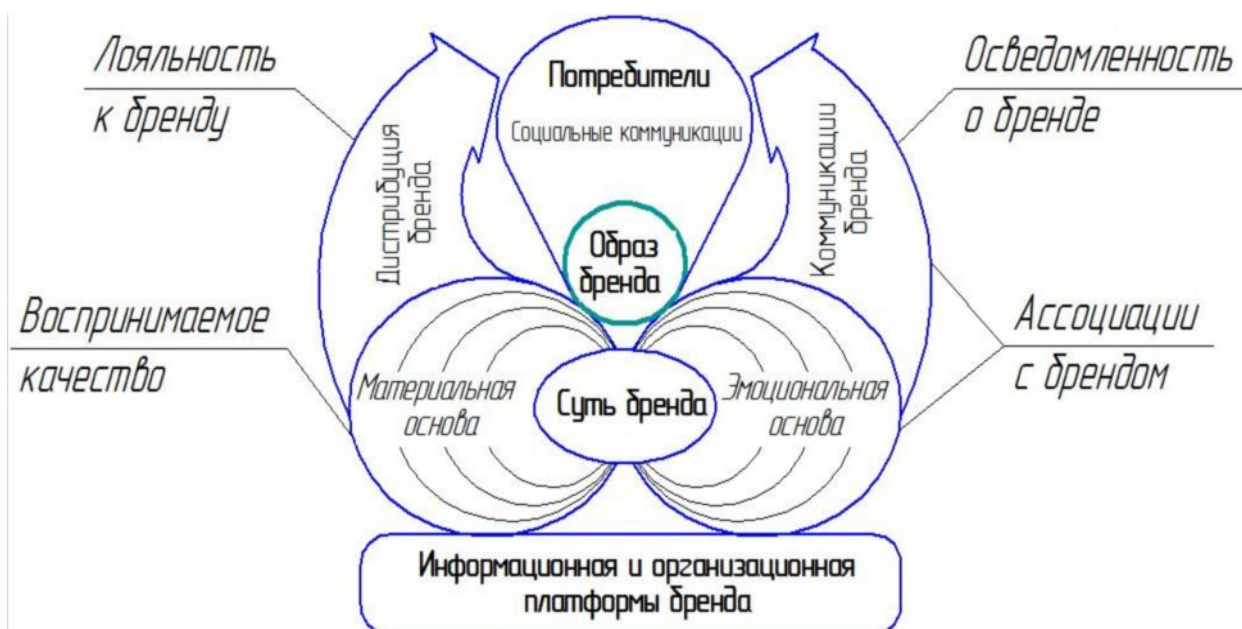 Лояльность
к бренду
Потребители
Социальные коммуникации
Осведомленность
о бренде
Дистрибуция
бренда
Коммуникации
бренда
Образ
бренда
Воспринимаемое
качество
Ассоциации
с брендом
Материальная
основа
Суть бренда
Эмоциональная
основа
Информационная и организационная
платформы бренда